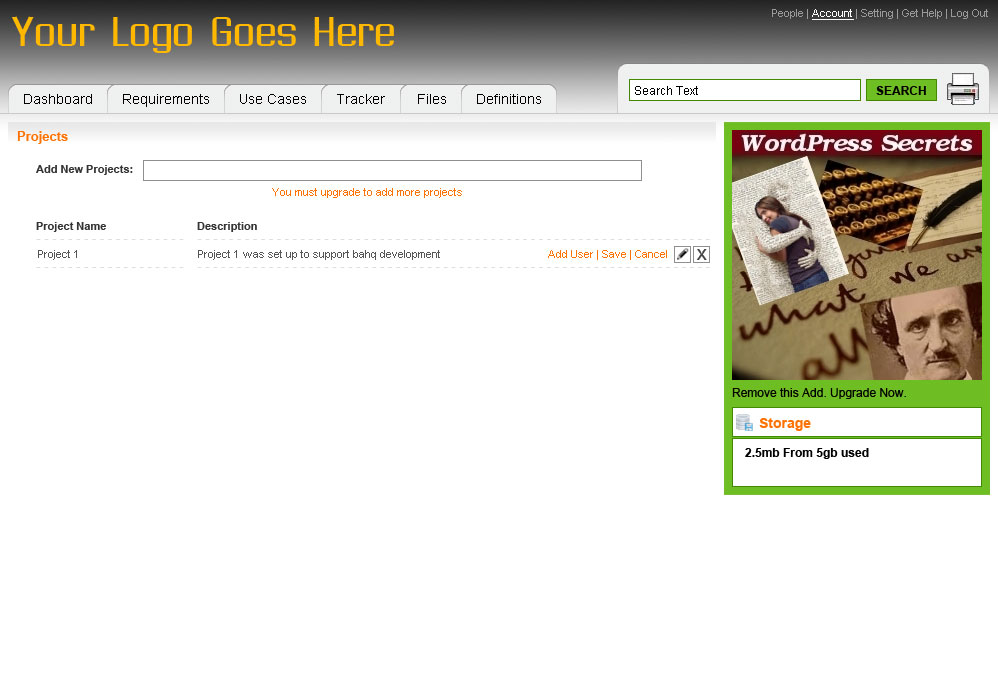 People | Account | Setting | Get Help | Log Out
Your Logo Goes Here
Dashboard
Requirements
Use Cases
Tracker
Files
Definitions
Search Text
SEARCH
Projects
Add New Projects:
You must upgrade to add more projects
Project Name
Description
Project 1
Project 1 was set up to support bahq development
Add User | Save | Cancel
X
WordPress Secrets
what we are
all
Remove this Add. Upgrade Now.
Storage
2.5mb From 5gb used